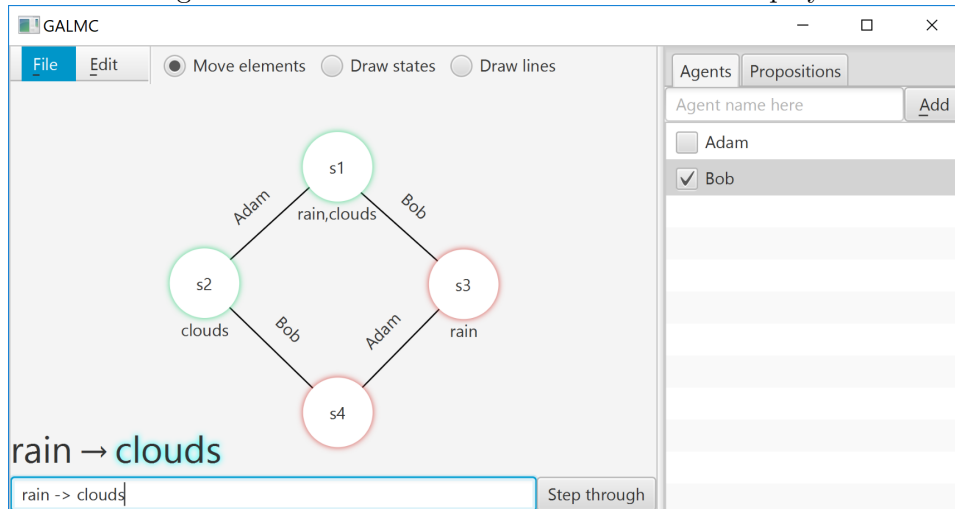 GALMC
File Edit Move elements Draw states Draw lines
Agents Propositions
Agent name here Add
Adam
Bob
s1
rain,clouds
Adam
Bob
s2
clouds
s3
rain
Bob
Adam
s4
rain → clouds
rain -> clouds
Step through